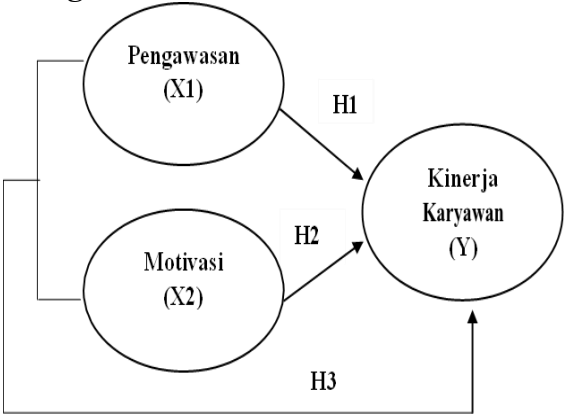 Pengawasan
(X1)
H1
Kinerja
Karyawan
(Y)
H2
Motivasi
(X2)
H3